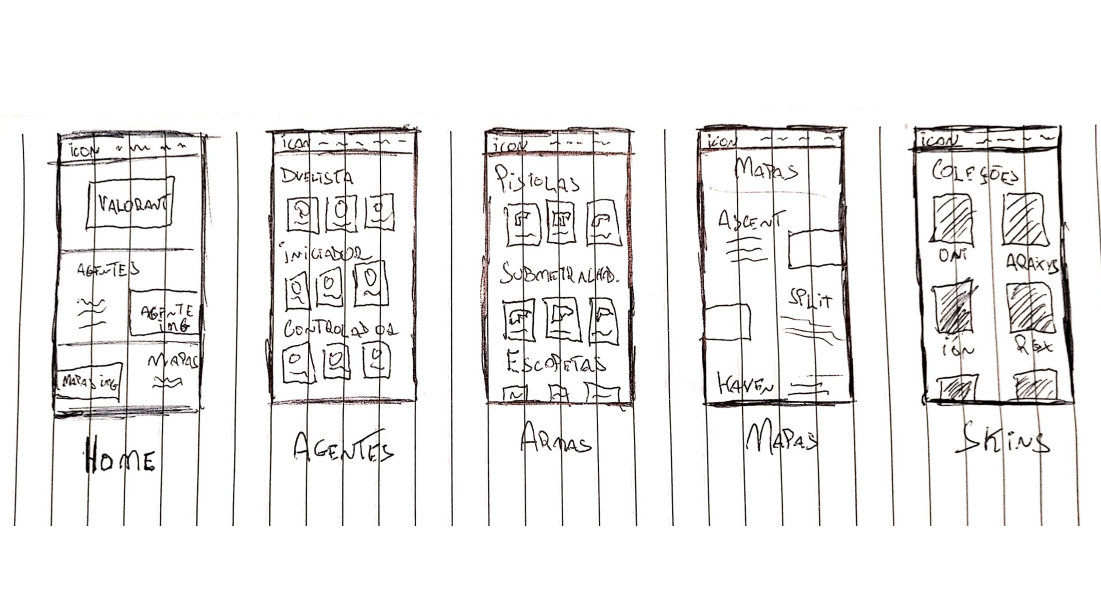 icon
VALORANT
AGENTES
AGENTE
img
MAPAS
MAPAS img
HOME
icon
DUELISTA
iNiCiADOR
CONTROLADOR
AGENTES
icon
PiSTOLAS
SUBMETRALHAD.
ESCOPETAS
ARMAS
icon
MAPAS
ASCENT
SPLiT
HAVEN
MAPAS
icon
COLEÇÕES
ONi
ARAXYS
iON
RGX
SKiNS